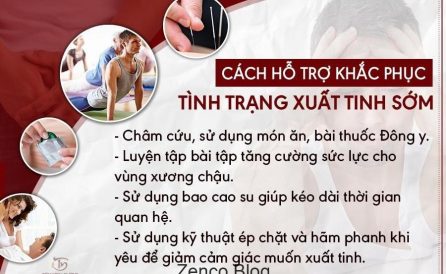 CÁCH HỖ TRỢ KHẮC PHỤC
TÌNH TRẠNG XUẤT TINH SỚM
- Châm cứu, sử dụng món ăn, bài thuốc Đông y.
- Luyện tập bài tập tăng cường sức lực cho
vùng xương chậu.
- Sử dụng bao cao su giúp kéo dài thời gian
quan hệ.
- Sử dụng kỹ thuật ép chặt và hãm phanh khi
yêu để giảm cảm giác muốn xuất tinh.
Zenco Blog